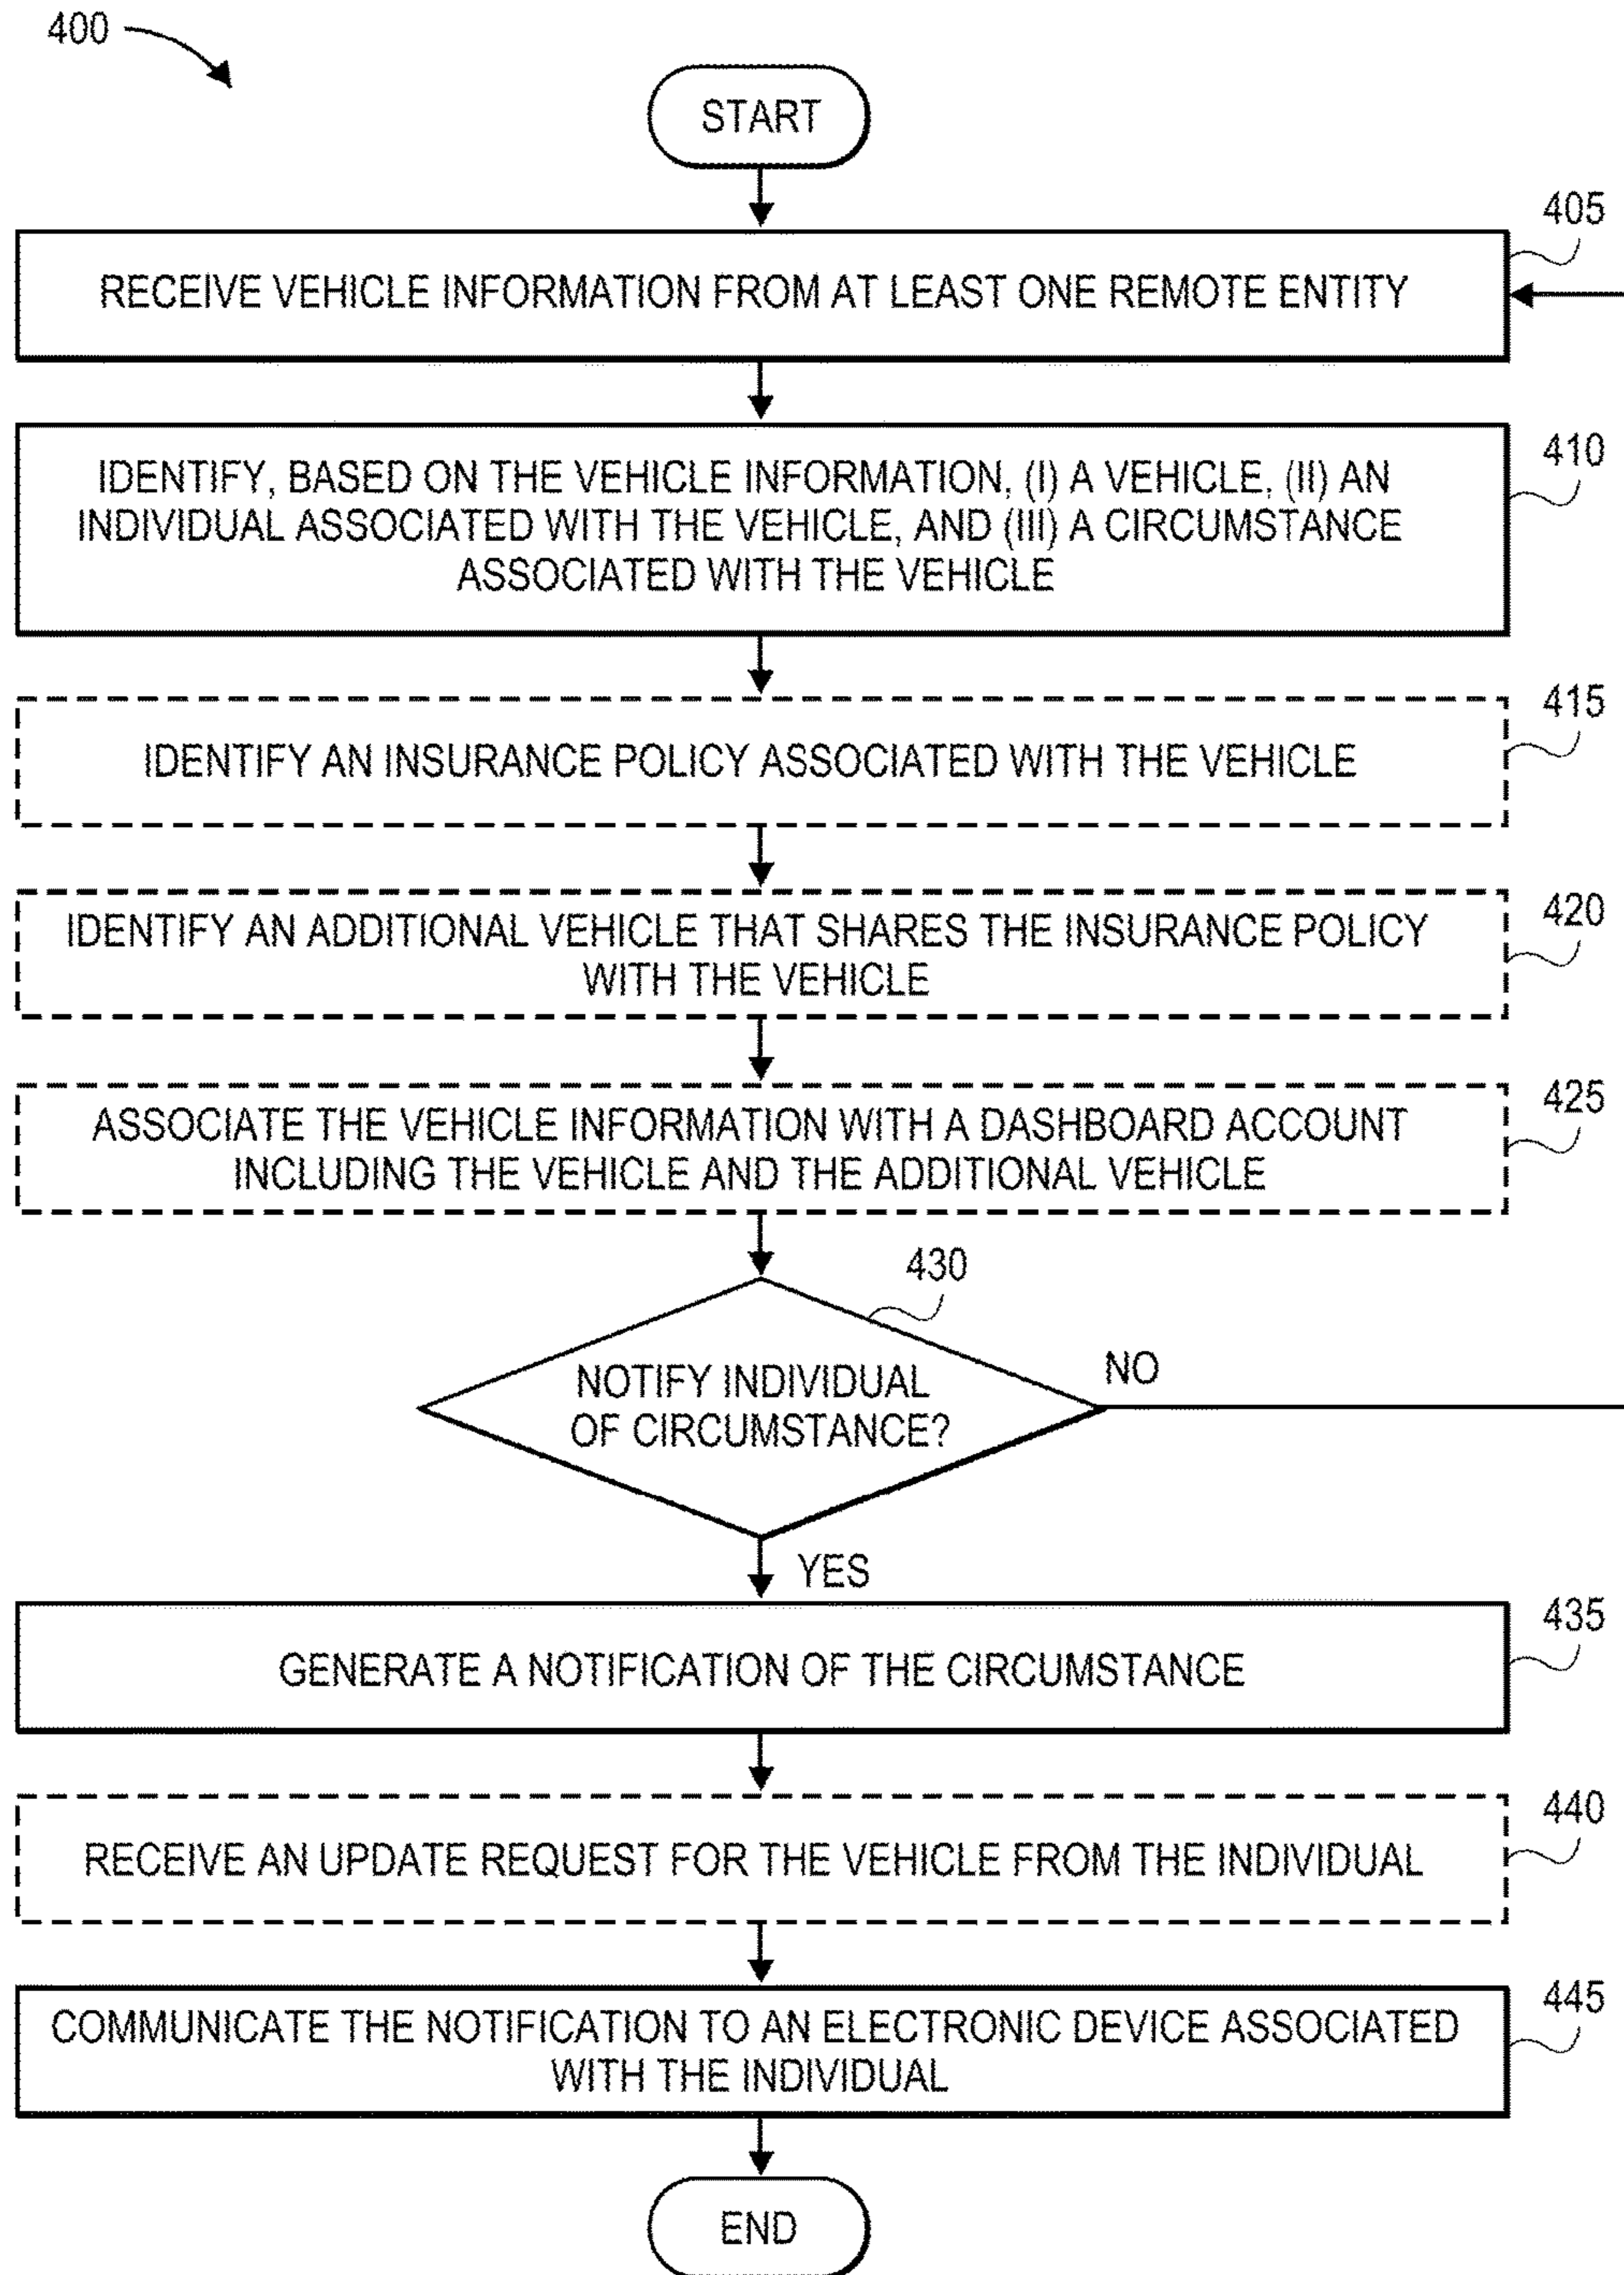 400
START
405
RECEIVE VEHICLE INFORMATION FROM AT LEAST ONE REMOTE ENTITY
410
IDENTIFY, BASED ON THE VEHICLE INFORMATION, (I) A VEHICLE, (II) AN
INDIVIDUAL ASSOCIATED WITH THE VEHICLE, AND (III) A CIRCUMSTANCE
ASSOCIATED WITH THE VEHICLE
415
IDENTIFY AN INSURANCE POLICY ASSOCIATED WITH THE VEHICLE
420
IDENTIFY AN ADDITIONAL VEHICLE THAT SHARES THE INSURANCE POLICY
WITH THE VEHICLE
425
ASSOCIATE THE VEHICLE INFORMATION WITH A DASHBOARD ACCOUNT
INCLUDING THE VEHICLE AND THE ADDITIONAL VEHICLE
430
NOTIFY INDIVIDUAL
OF CIRCUMSTANCE?
NO
YES
435
GENERATE A NOTIFICATION OF THE CIRCUMSTANCE
440
RECEIVE AN UPDATE REQUEST FOR THE VEHICLE FROM THE INDIVIDUAL
445
COMMUNICATE THE NOTIFICATION TO AN ELECTRONIC DEVICE ASSOCIATED
WITH THE INDIVIDUAL
END